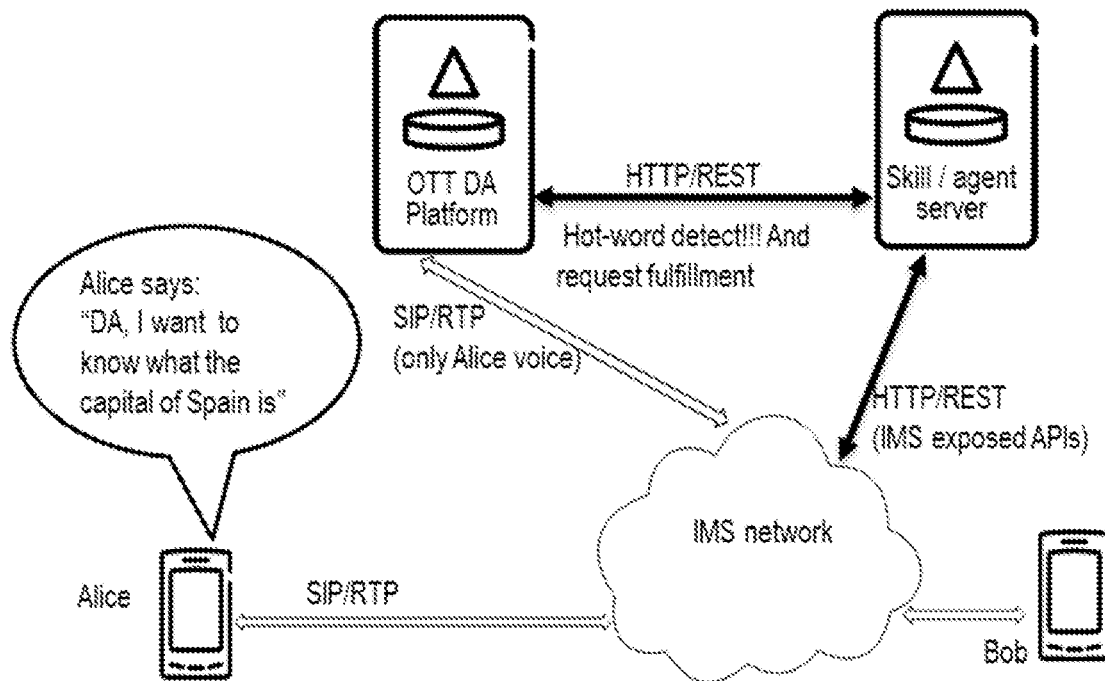 OTT DA
Platform
HTTP/REST
Skill / agent
server
Hot-word detect!!! And
request fulfillment
Alice says:
"DA, I want to
know what the
capital of Spain is"
SIP/RTP
(only Alice voice)
HTTP/REST
(IMS exposed APIs)
IMS network
Alice
SIP/RTP
Bob